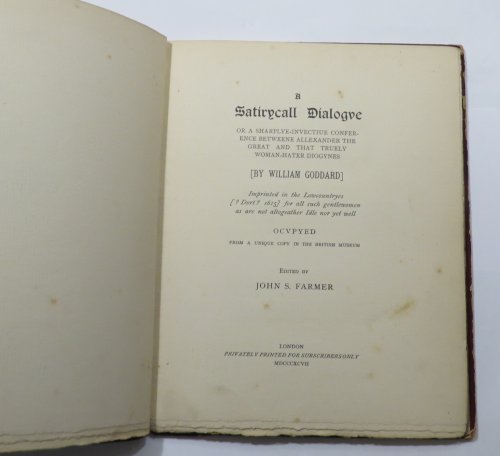 A
Satirycall Dialogve
OR A SHARPLYE-INVECTIUE CONFER-
ENCE BETWEENE ALLEXANDER THE
GREAT AND THAT TRUELY
WOMAN-HATER DIOGYNES
[BY WILLIAM GODDARD]
Imprinted in the Lowcountryes
[? Dort? 1615] for all such gentlewomen
as are not altogeather Idle nor yet well
OCVPYED
FROM A UNIQUE COPY IN THE BRITISH MUSEUM
EDITED BY
JOHN S. FARMER
LONDON
PRIVATELY PRINTED FOR SUBSCRIBERS ONLY
MDCCCXCVII